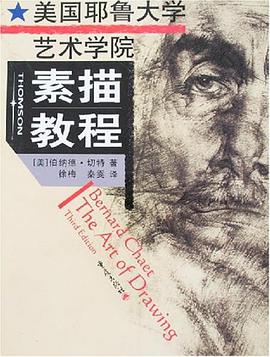 ★美国耶鲁大学
艺术学院
THOMSON
素描
教程
[美]伯纳德·切特 著
徐梅 秦奕 译
Bernard Chaet
The Art of Drawing
Third Edition